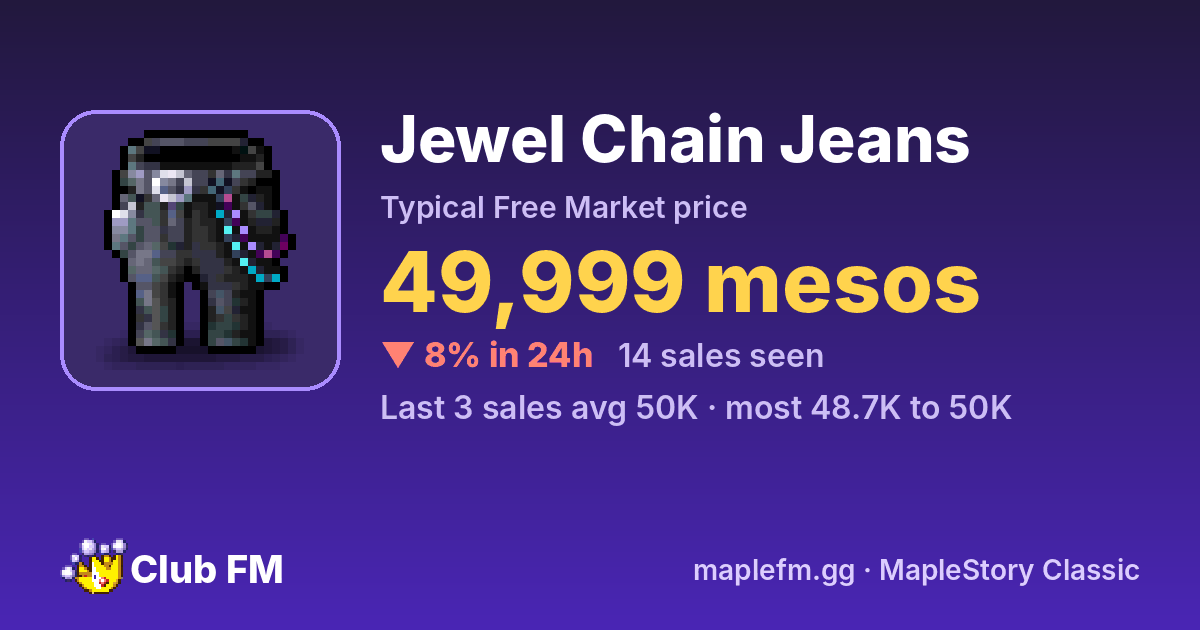 Jewel Chain Jeans
Typical Free Market price
49,999 mesos
▼ 8% in 24h 14 sales seen
Last 3 sales avg 50K · most 48.7K to 50K
Club FM
maplefm.gg · MapleStory Classic